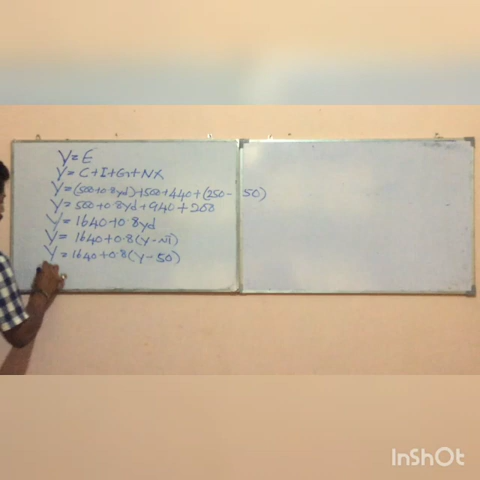 Y = E
Y = C+I+G+NX
Y = (500+0.8yd)+500+440+(250-50)
Y = 500+0.8yd+940+200
Y = 1640+0.8yd
Y = 1640+0.8(Y-NT)
Y = 1640+0.8(Y-50)
InShOt